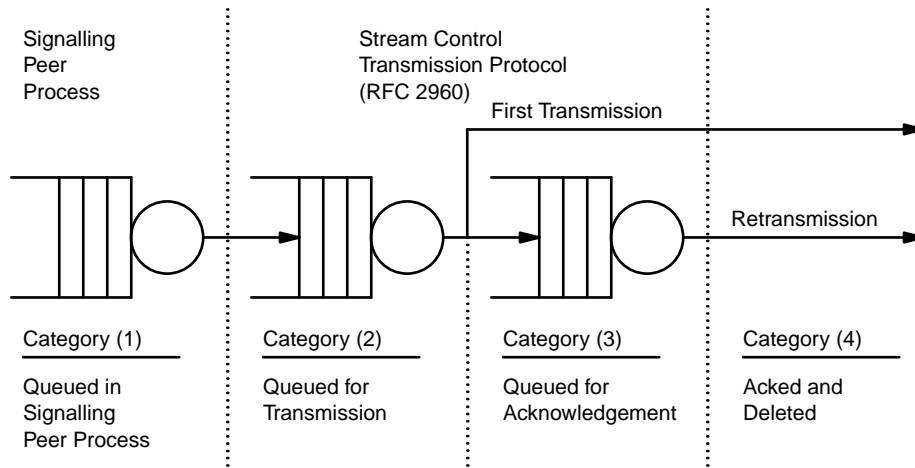 Signalling
Peer
Process
Stream Control
Transmission Protocol
(RFC 2960)
First Transmission
Retransmission
Category (1)
Queued in
Signalling
Peer Process
Category (2)
Queued for
Transmission
Category (3)
Queued for
Acknowledgement
Category (4)
Acked and
Deleted